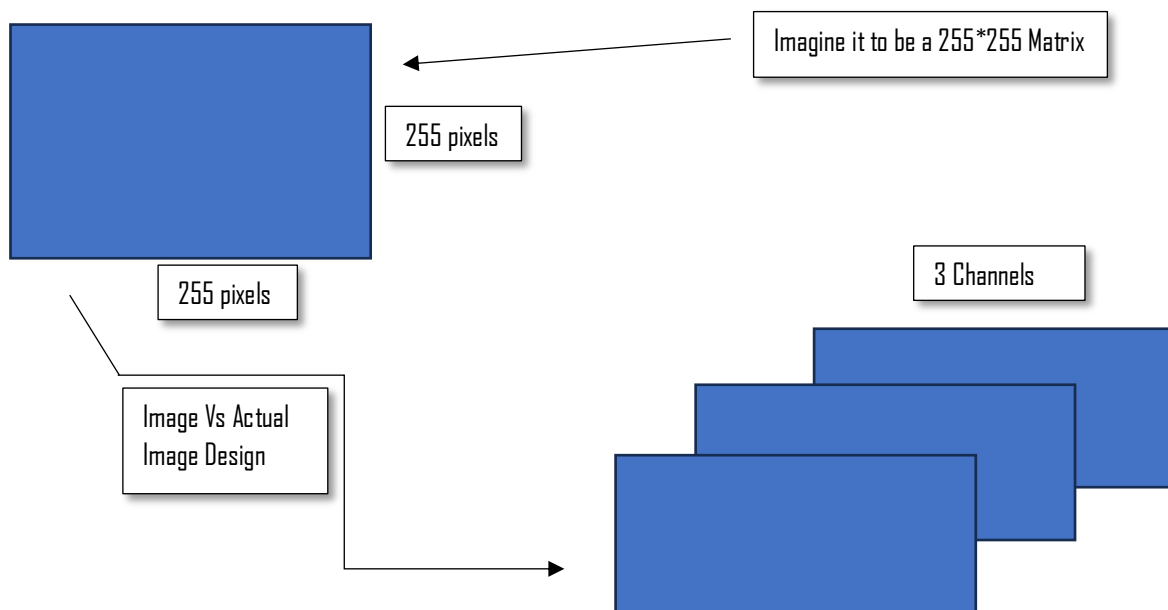 Imagine it to be a 255*255 Matrix
255 pixels
255 pixels
3 Channels
Image Vs Actual
Image Design